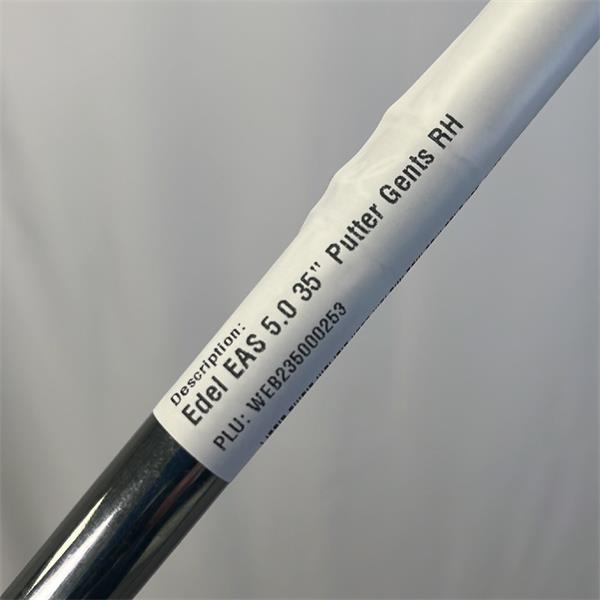 Description:
Edel EAS 5.0 35" Putter Gents RH
PLU: WEB235000253